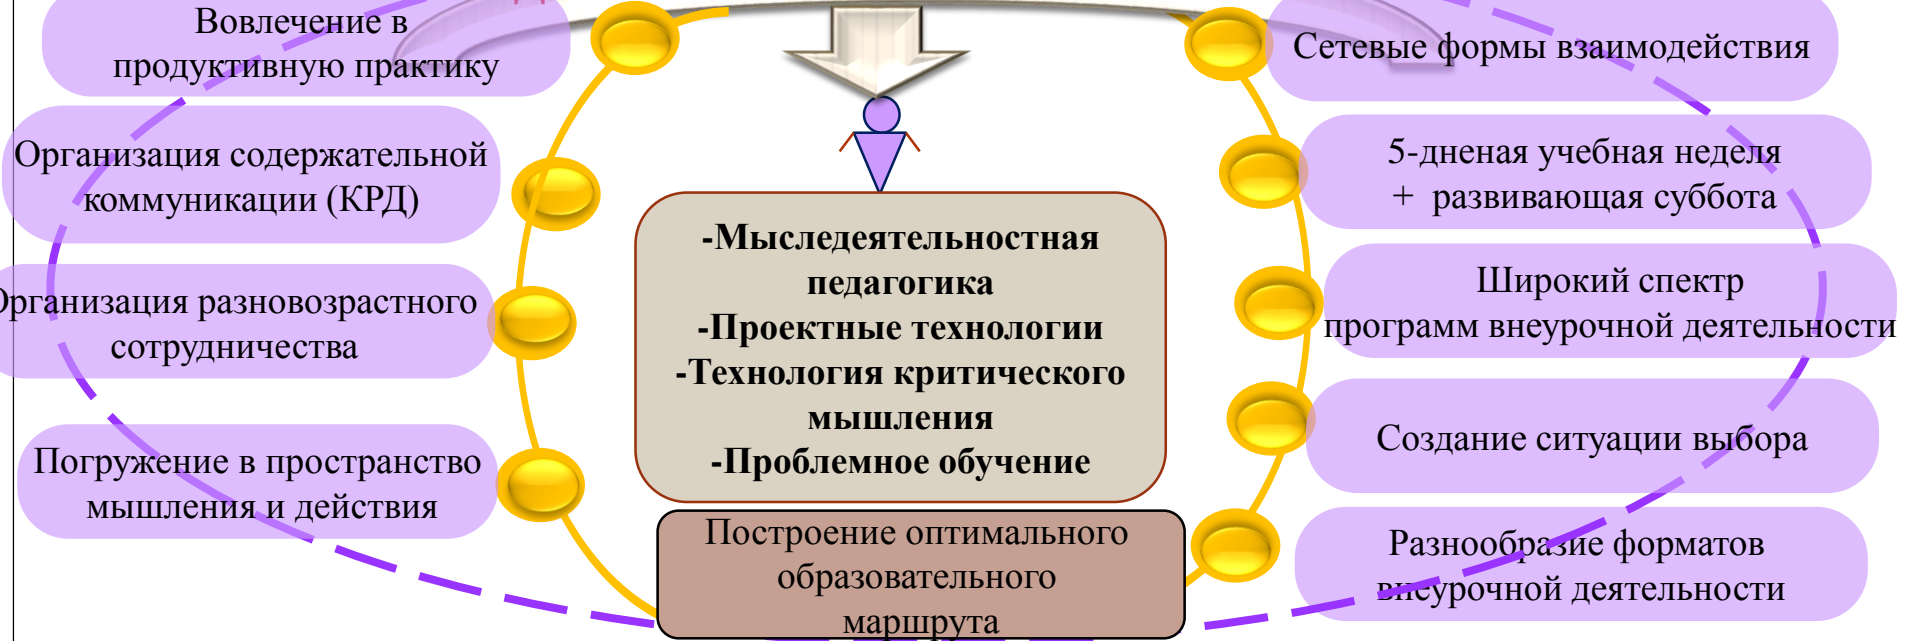 Вовлечение в
продуктивную практику
Организация содержательной
коммуникации (КРД)
Организация разновозрастного
сотрудничества
Погружение в пространство
мышления и действия
-Мыследеятельностная
педагогика
-Проектные технологии
-Технология критического
мышления
-Проблемное обучение
Построение оптимального
образовательного
маршрута
Сетевые формы взаимодействия
5-дненая учебная неделя
+ развивающая суббота
Широкий спектр
программ внеурочной деятельности
Создание ситуации выбора
Разнообразие форматов
внеурочной деятельности